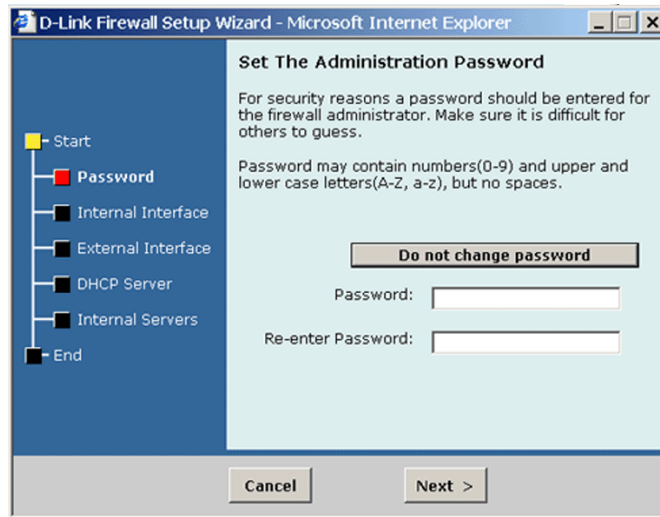 D-Link Firewall Setup Wizard - Microsoft Internet Explorer
Set The Administration Password
For security reasons a password should be entered for
the firewall administrator. Make sure it is difficult for
others to guess.
Password may contain numbers(0-9) and upper and
lower case letters(A-Z, a-z), but no spaces.
Start
Password
Internal Interface
External Interface
DHCP Server
Internal Servers
End
Do not change password
Password:
Re-enter Password:
Cancel
Next >